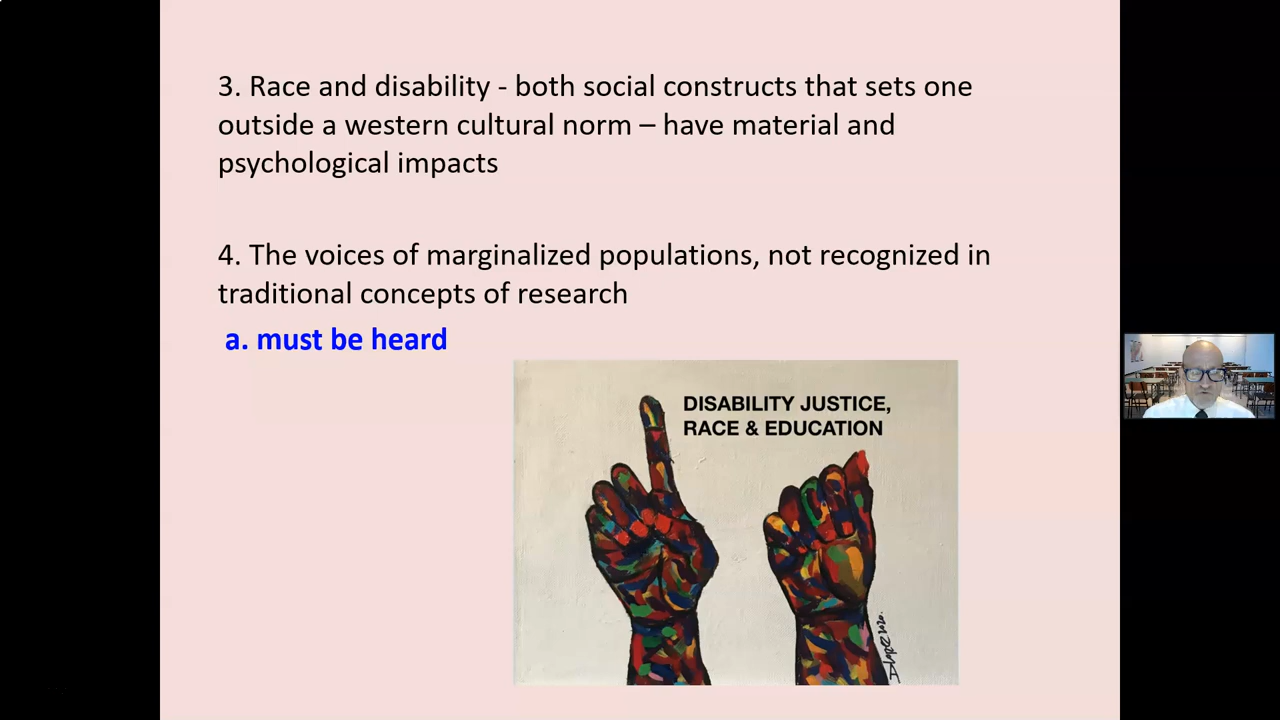 3. Race and disability - both social constructs that sets one
outside a western cultural norm – have material and
psychological impacts
4. The voices of marginalized populations, not recognized in
traditional concepts of research
a. must be heard
DISABILITY JUSTICE,
RACE & EDUCATION